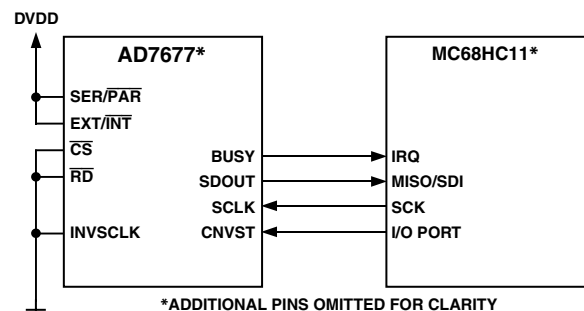 DVDD
AD7677*
MC68HC11*
SER/PAR
EXT/INT
CS
RD
INVSCLK
BUSY
SDOUT
SCLK
CNVST
IRQ
MISO/SDI
SCK
I/O PORT
*ADDITIONAL PINS OMITTED FOR CLARITY